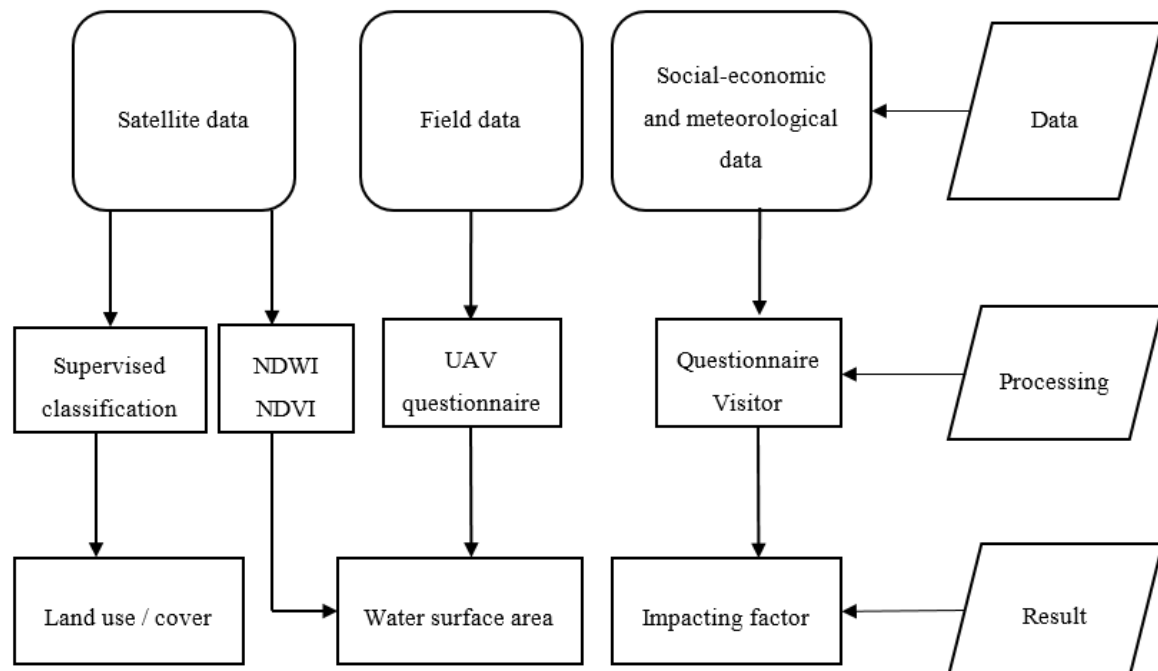 Satellite data
Field data
Social-economic
and meteorological
data
Data
Supervised
classification
NDWI
NDVI
UAV
questionnaire
Questionnaire
Visitor
Processing
Land use / cover
Water surface area
Impacting factor
Result